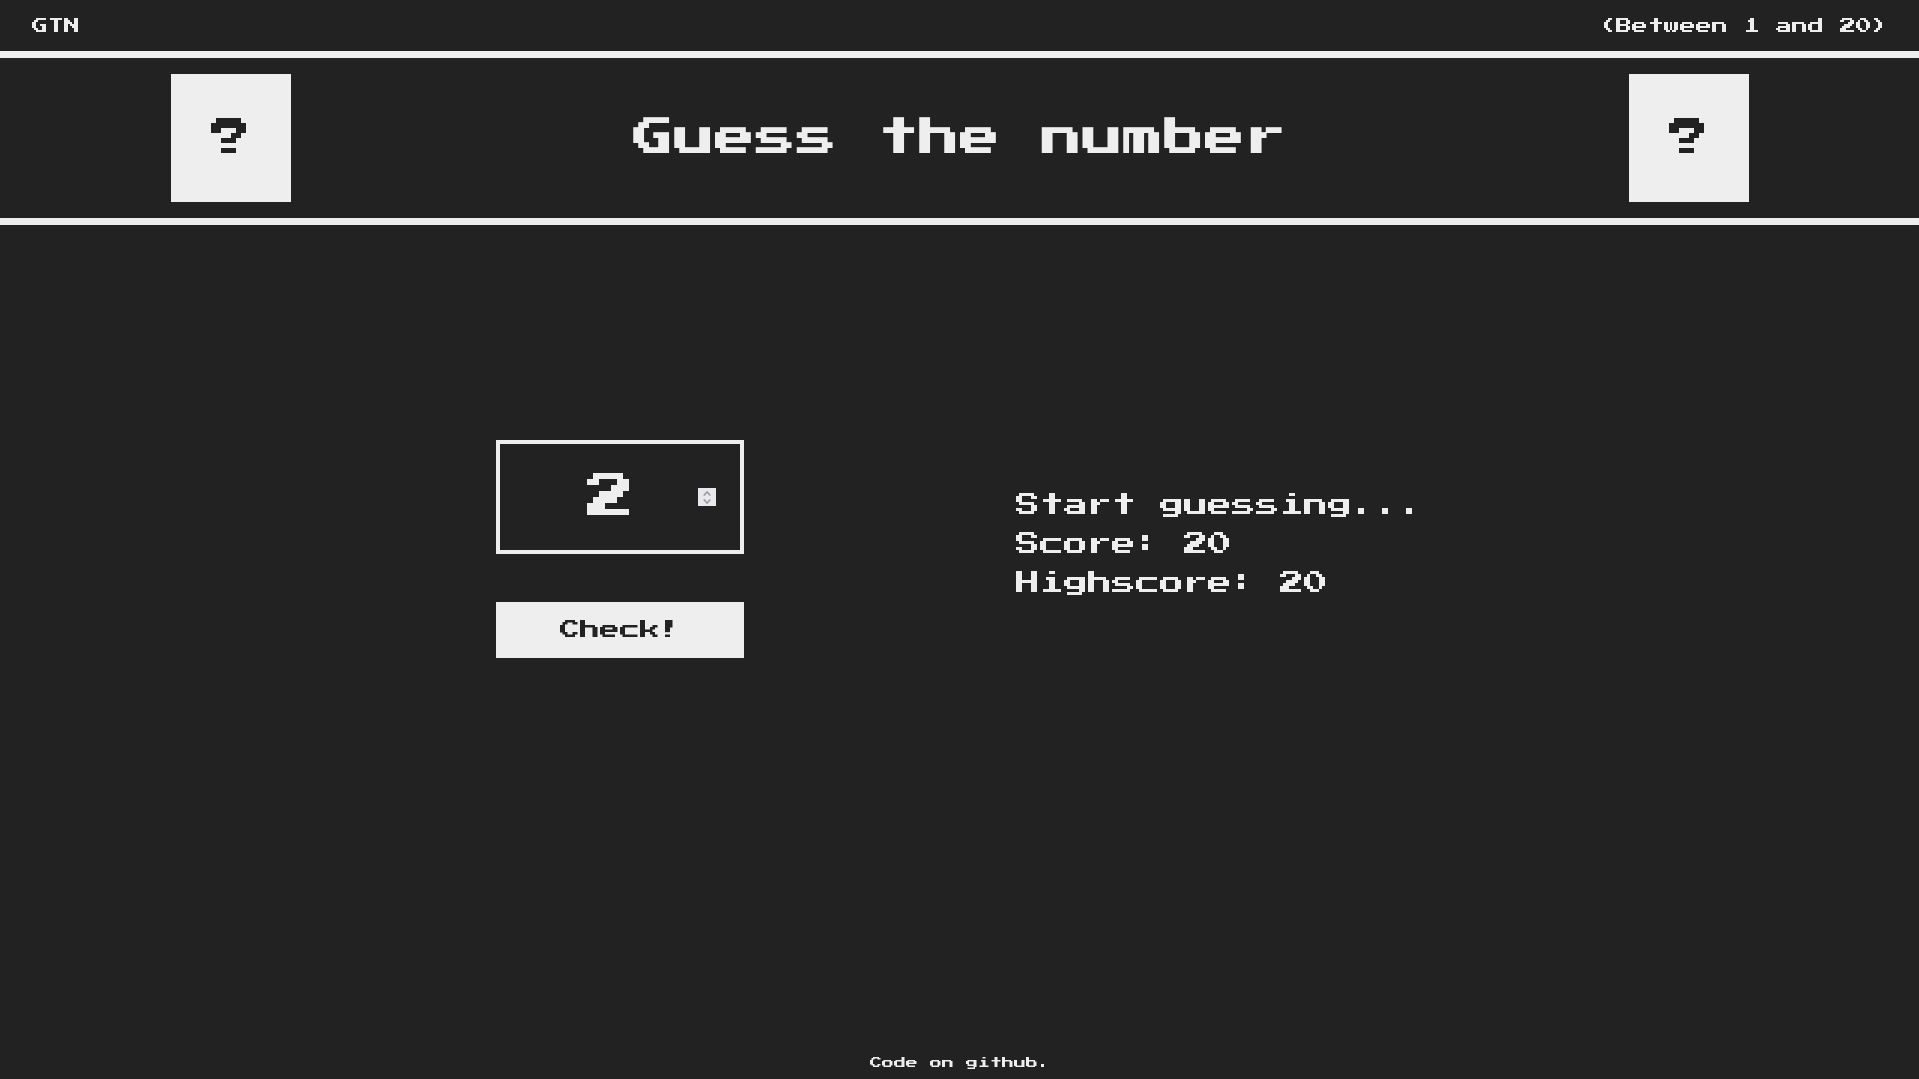 GTN
(Between 1 and 20)
?
Guess the number
?
2
Check!
Start guessing...
Score: 20
Highscore: 20
Code on github.